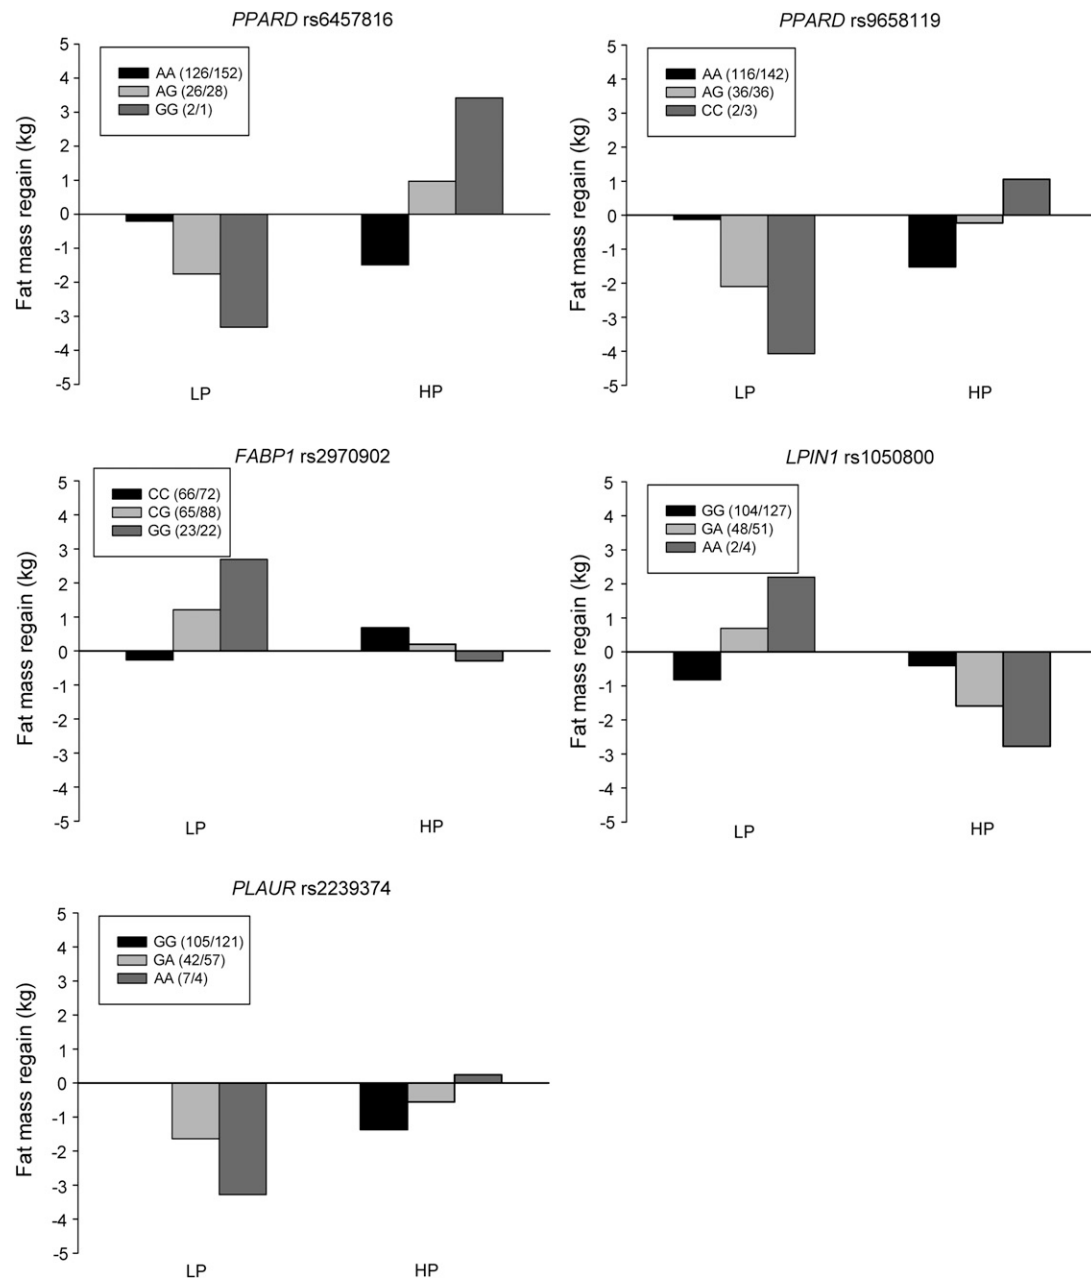 PPARD rs6457816
AA (126/152)
AG (26/28)
GG (2/1)
Fat mass regain (kg)
5
4
3
2
1
0
-1
-2
-3
-4
-5
LP
HP
PPARD rs9658119
AA (116/142)
AG (36/36)
CC (2/3)
Fat mass regain (kg)
5
4
3
2
1
0
-1
-2
-3
-4
-5
LP
HP
FABP1 rs2970902
CC (66/72)
CG (65/88)
GG (23/22)
Fat mass regain (kg)
5
4
3
2
1
0
-1
-2
-3
-4
-5
LP
HP
LPIN1 rs1050800
GG (104/127)
GA (48/51)
AA (2/4)
Fat mass regain (kg)
5
4
3
2
1
0
-1
-2
-3
-4
-5
LP
HP
PLAUR rs2239374
GG (105/121)
GA (42/57)
AA (7/4)
Fat mass regain (kg)
5
4
3
2
1
0
-1
-2
-3
-4
-5
LP
HP